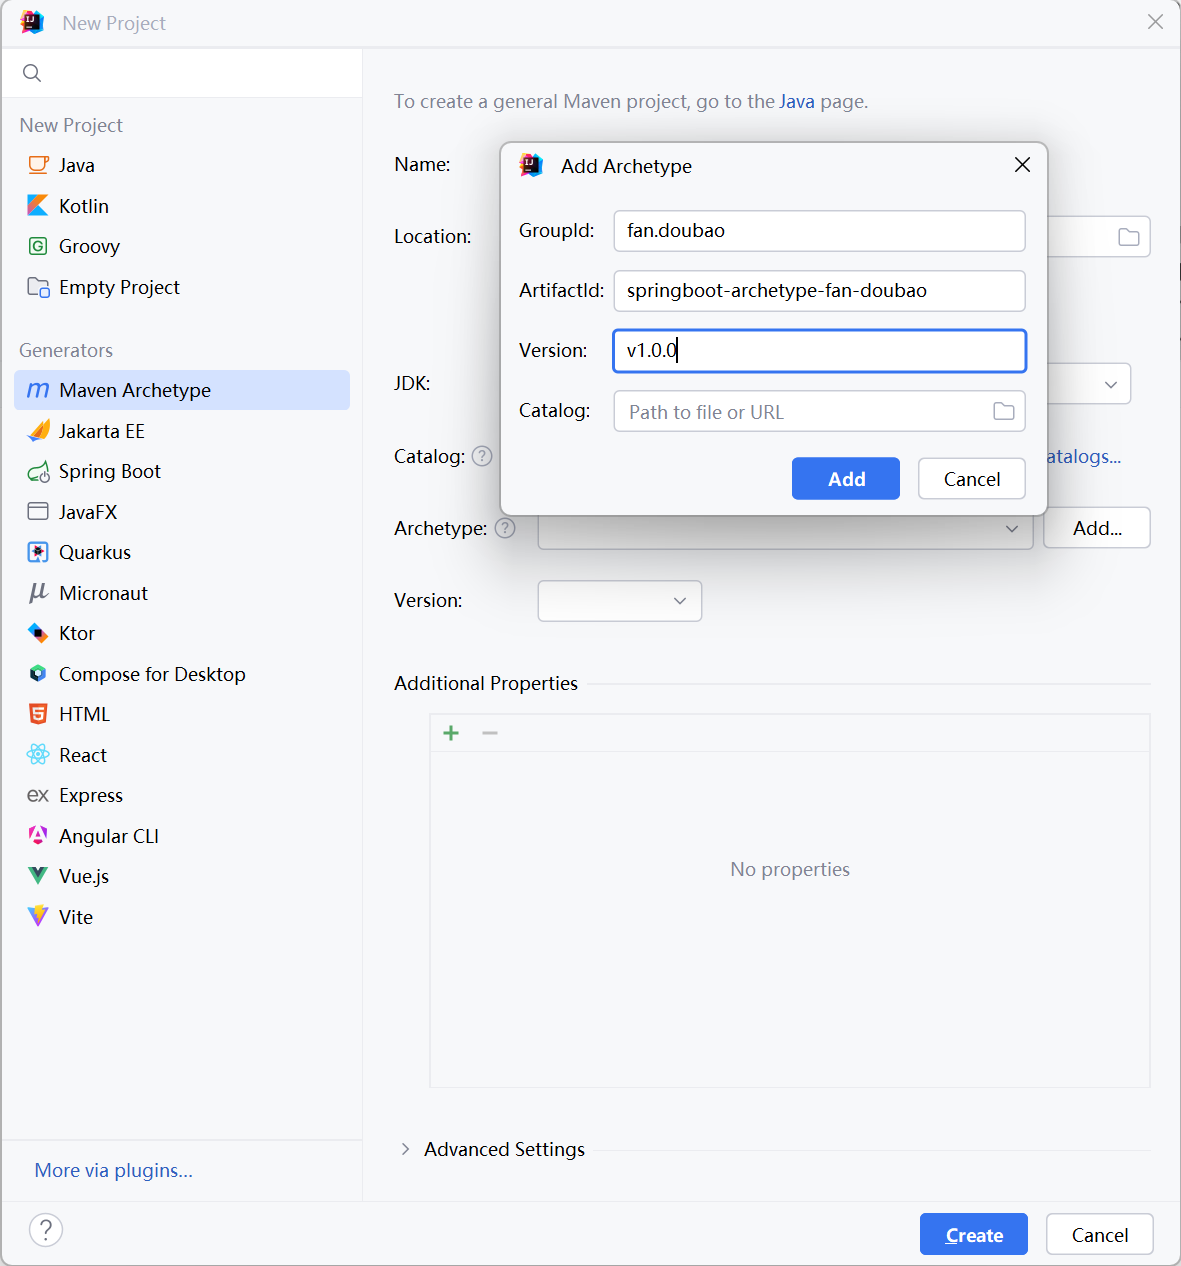 New Project
To create a general Maven project, go to the Java page.
New Project
Java
Kotlin
Groovy
Empty Project
Generators
Maven Archetype
Jakarta EE
Spring Boot
JavaFX
Quarkus
Micronaut
Ktor
Compose for Desktop
HTML
React
Express
Angular CLI
Vue.js
Vite
More via plugins...
Name:
Location:
JDK:
Catalog:
atalogs...
Archetype:
Add...
Version:
Add Archetype
GroupId: fan.doubao
ArtifactId: springboot-archetype-fan-doubao
Version: v1.0.0
Catalog: Path to file or URL
Add
Cancel
Additional Properties
No properties
Advanced Settings
Create
Cancel